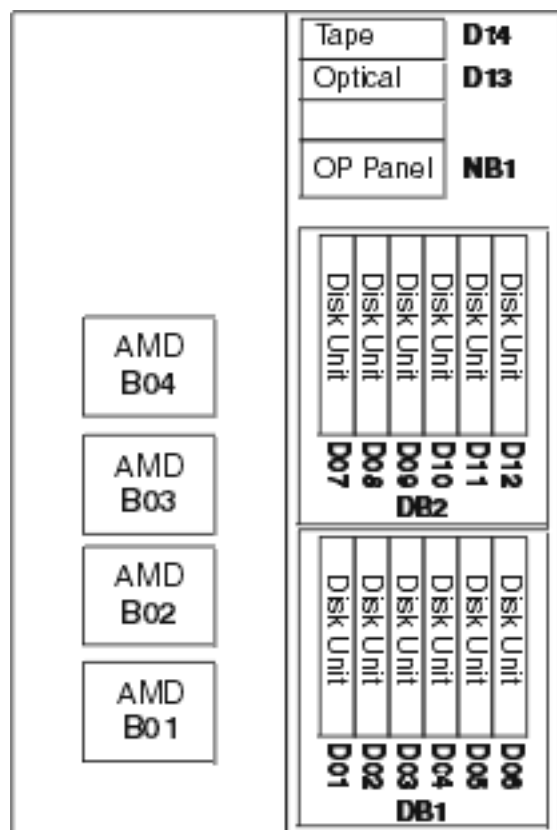 Tape D14
Optical D13
OP Panel NB1
Disk Unit Disk Unit Disk Unit Disk Unit Disk Unit Disk Unit
D07 D08 D09 D10 D11 D12
DB2
Disk Unit Disk Unit Disk Unit Disk Unit Disk Unit Disk Unit
D01 D02 D03 D04 D05 D06
DB1
AMD
B04
AMD
B03
AMD
B02
AMD
B01